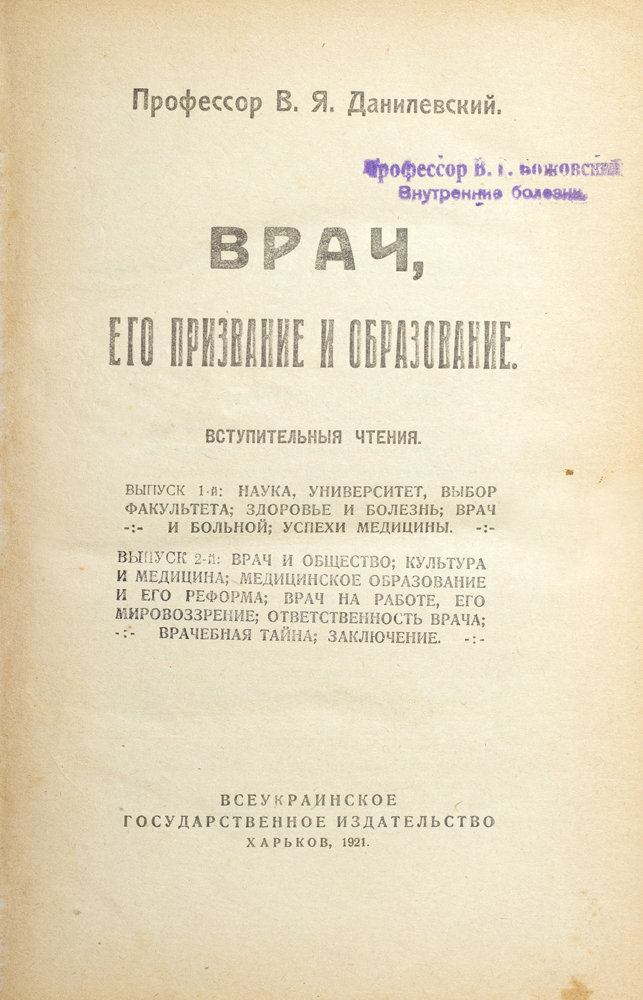 Профессор В. Я. Данилевский.
Профессор В.
Внутренние болезни.
ВРАЧ,
ЕГО ПРИЗВАНИЕ И ОБРАЗОВАНИЕ.
ВСТУПИТЕЛЬНЫЯ ЧТЕНИЯ.
ВЫПУСК 1-й: НАУКА, УНИВЕРСИТЕТ, ВЫБОР
ФАКУЛЬТЕТА; ЗДОРОВЬЕ И БОЛЕЗНЬ; ВРАЧ
-:- И БОЛЬНОЙ; УСПЕХИ МЕДИЦИНЫ. -:-
ВЫПУСК 2-й: ВРАЧ И ОБЩЕСТВО; КУЛЬТУРА
И МЕДИЦИНА; МЕДИЦИНСКОЕ ОБРАЗОВАНИЕ
И ЕГО РЕФОРМА; ВРАЧ НА РАБОТЕ, ЕГО
МИРОВОЗЗРЕНИЕ; ОТВЕТСТВЕННОСТЬ ВРАЧА;
-:- ВРАЧЕБНАЯ ТАЙНА; ЗАКЛЮЧЕНИЕ. -:-
ВСЕУКРАИНСКОЕ
ГОСУДАРСТВЕННОЕ ИЗДАТЕЛЬСТВО
ХАРЬКОВ, 1921.